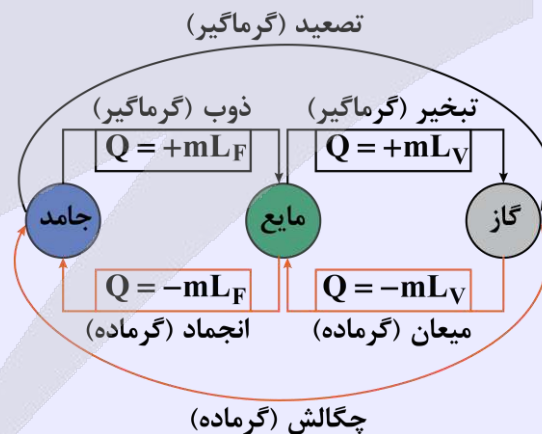 تصعید (گرماگیر)
ذوب (گرماگیر)
تبخیر (گرماگیر)
Q = +mL_F
Q = +mL_V
جامد
مایع
گاز
Q = −mL_F
Q = −mL_V
انجماد (گرماده)
میعان (گرماده)
چگالش (گرماده)